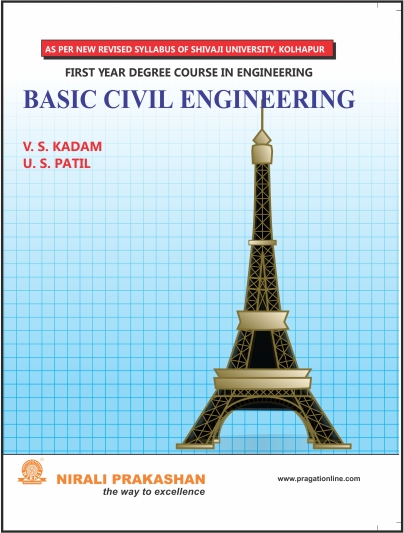 AS PER NEW REVISED SYLLABUS OF SHIVAJI UNIVERSITY, KOLHAPUR
FIRST YEAR DEGREE COURSE IN ENGINEERING
BASIC CIVIL ENGINEERING
V. S. KADAM
U. S. PATIL
NIRALI PRAKASHAN
the way to excellence
www.pragationline.com